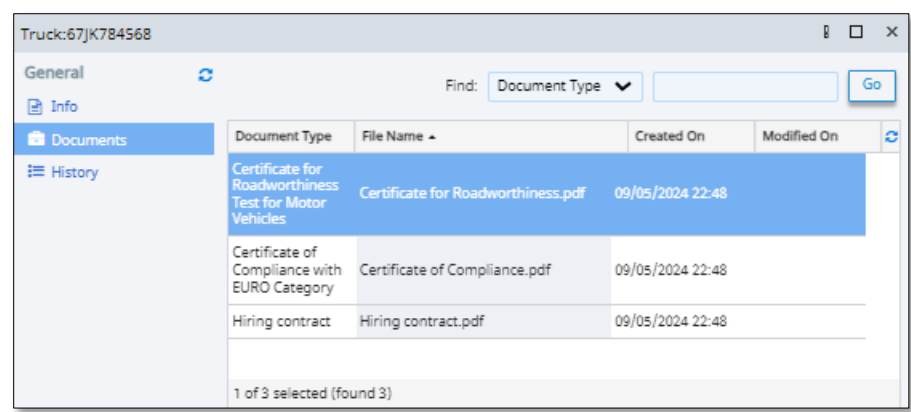 Truck:67JK784568
General
Find: Document Type Go
Info
Documents
History
Document Type File Name Created On Modified On
Certificate for
Roadworthiness
Test for Motor
Vehicles
Certificate for Roadworthiness.pdf 09/05/2024 22:48
Certificate of
Compliance with
EURO Category
Certificate of Compliance.pdf 09/05/2024 22:48
Hiring contract Hiring contract.pdf 09/05/2024 22:48
1 of 3 selected (found 3)